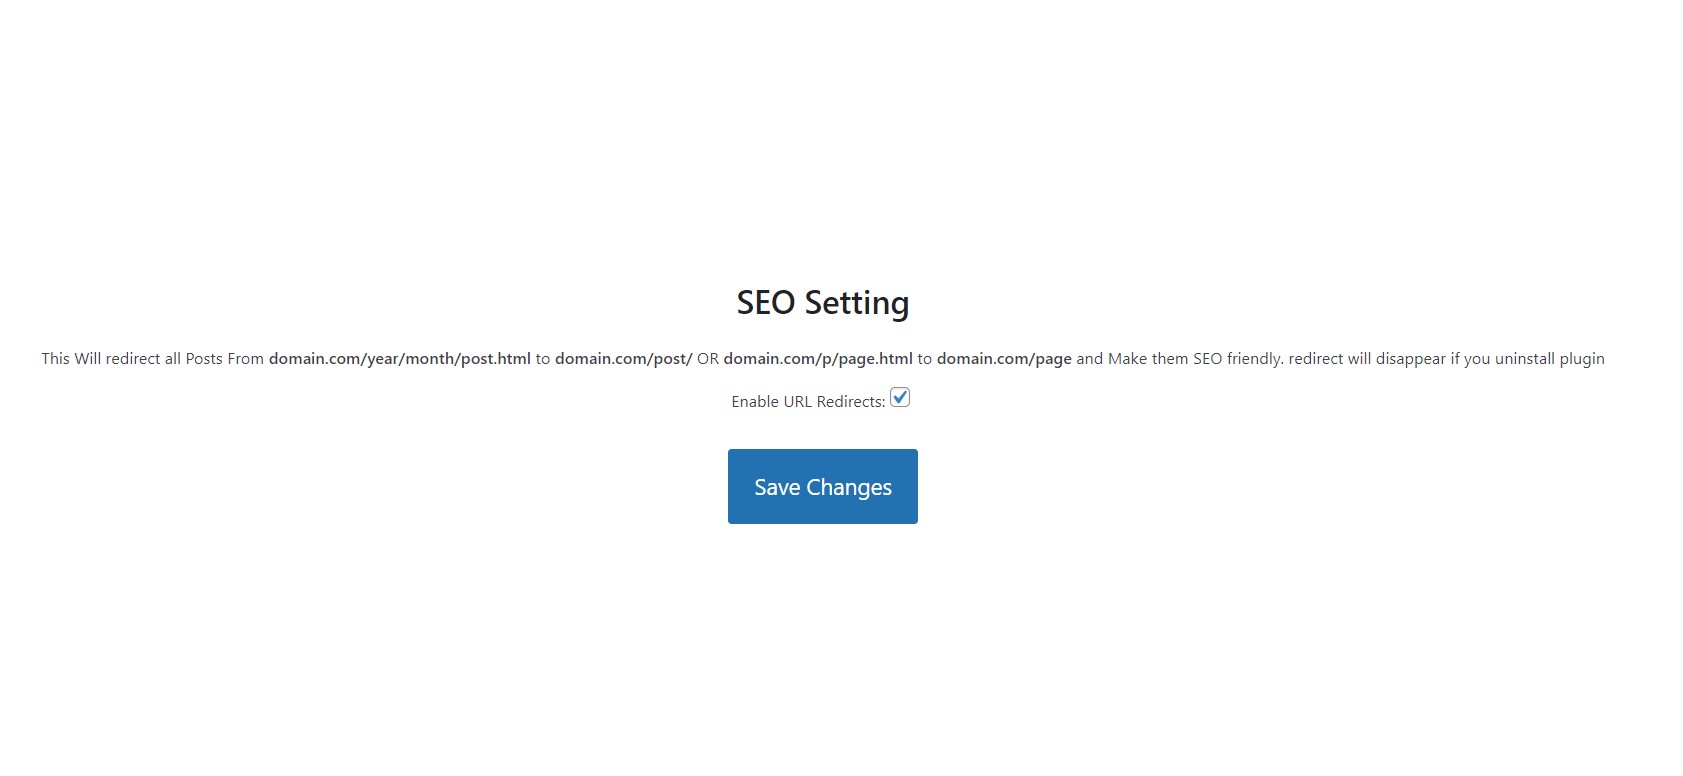 SEO Setting
This Will redirect all Posts From domain.com/year/month/post.html to domain.com/post/ OR domain.com/p/page.html to domain.com/page and Make them SEO friendly. redirect will disappear if you uninstall plugin
Enable URL Redirects:
Save Changes